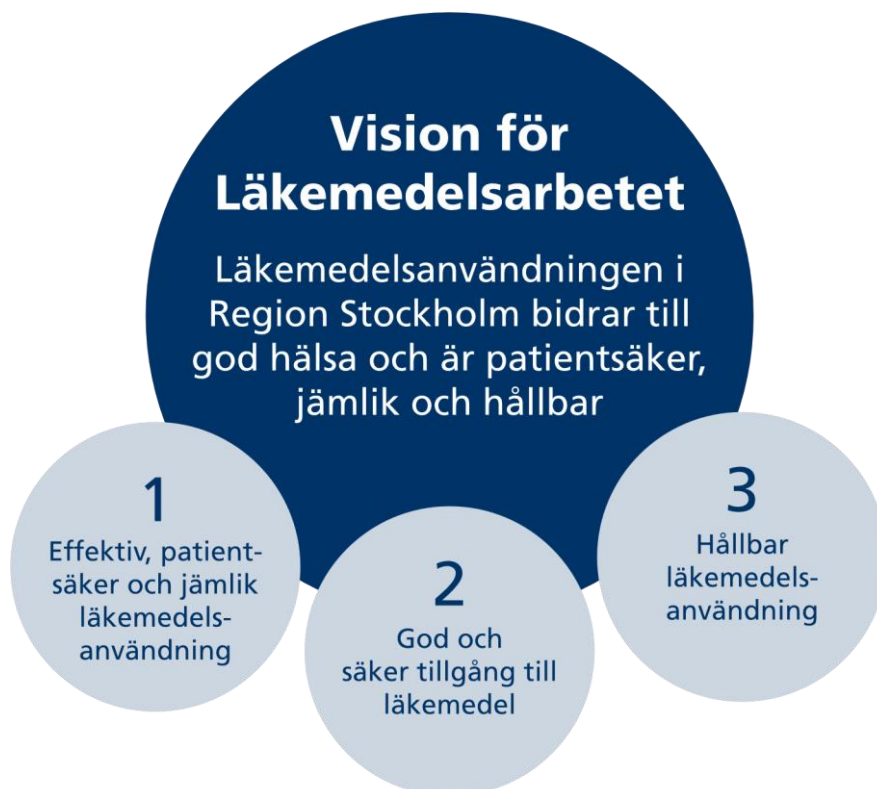 Vision för
Läkemedelsarbetet
Läkemedelsanvändningen i
Region Stockholm bidrar till
god hälsa och är patientsäker,
jämlik och hållbar
1
Effektiv, patient-
säker och jämlik
läkemedels-
användning
2
God och
säker tillgång till
läkemedel
3
Hållbar
läkemedels-
användning